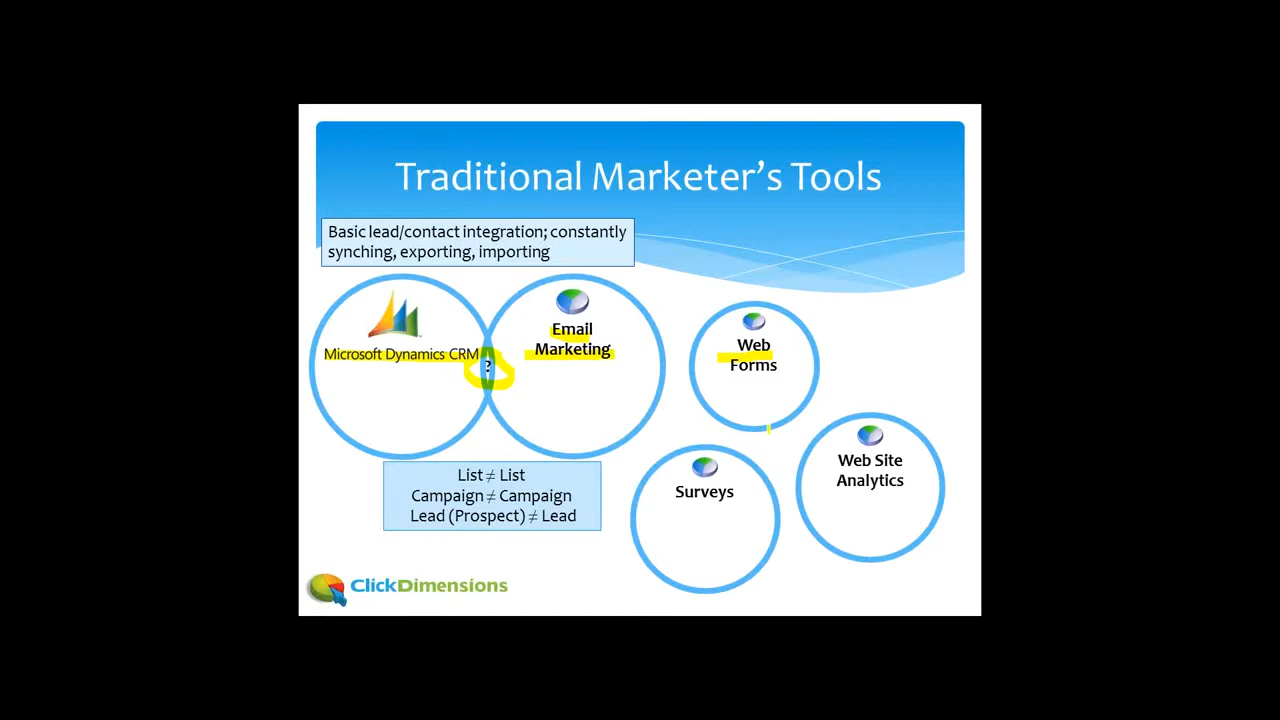 Traditional Marketer's Tools
Basic lead/contact integration; constantly
synching, exporting, importing
Microsoft Dynamics CRM
?
Email
Marketing
Web
Forms
Web Site
Analytics
Surveys
List ≠ List
Campaign ≠ Campaign
Lead (Prospect) ≠ Lead
ClickDimensions